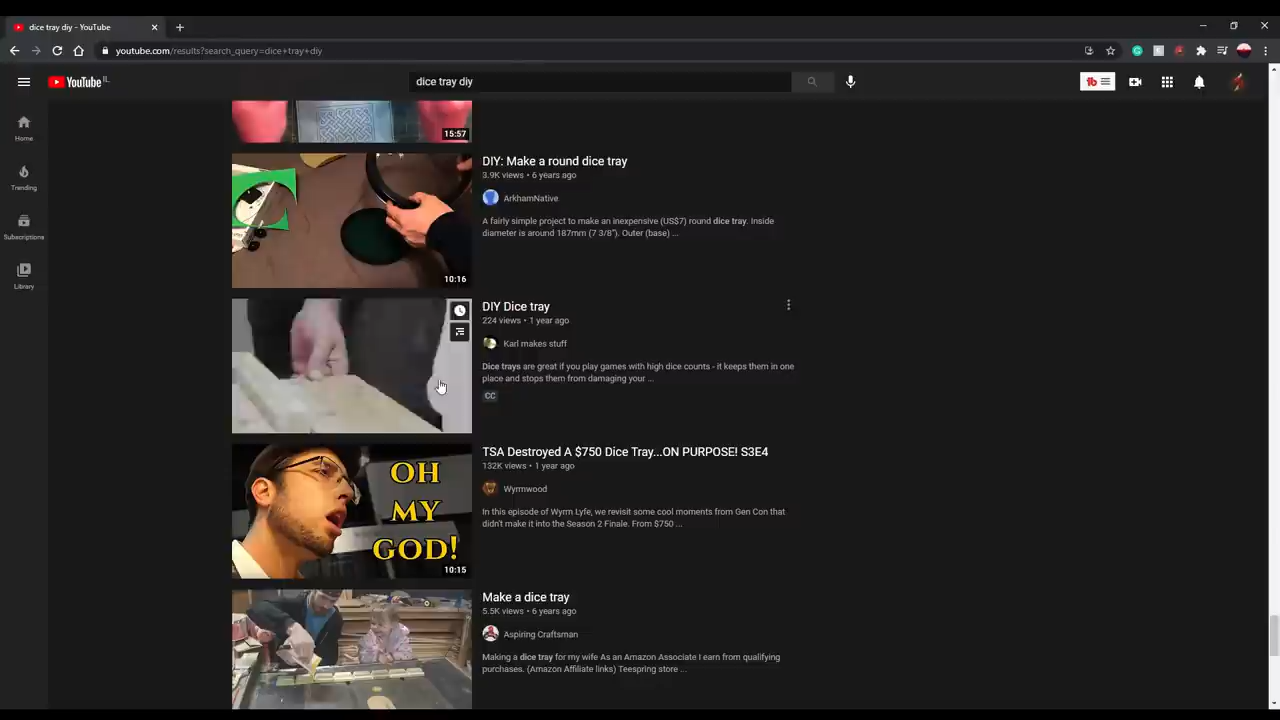 dice tray diy - YouTube
youtube.com/results?search_query=dice+tray+diy
YouTube IL
dice tray diy
Home
Trending
Subscriptions
Library
15:57
DIY: Make a round dice tray
3.9K views • 6 years ago
ArkhamNative
A fairly simple project to make an inexpensive (US$7) round dice tray. Inside
diameter is around 187mm (7 3/8"). Outer (base) ...
10:16
DIY Dice tray
224 views • 1 year ago
Karl makes stuff
Dice trays are great if you play games with high dice counts - it keeps them in one
place and stops them from damaging your ...
CC
OH
MY
GOD!
10:15
TSA Destroyed A $750 Dice Tray...ON PURPOSE! S3E4
132K views • 1 year ago
Wyrmwood
In this episode of Wyrm Lyfe, we revisit some cool moments from Gen Con that
didn't make it into the Season 2 Finale. From $750 ...
Make a dice tray
5.5K views • 6 years ago
Aspiring Craftsman
Making a dice tray for my wife As an Amazon Associate I earn from qualifying
purchases. (Amazon Affiliate links) Teespring store ...